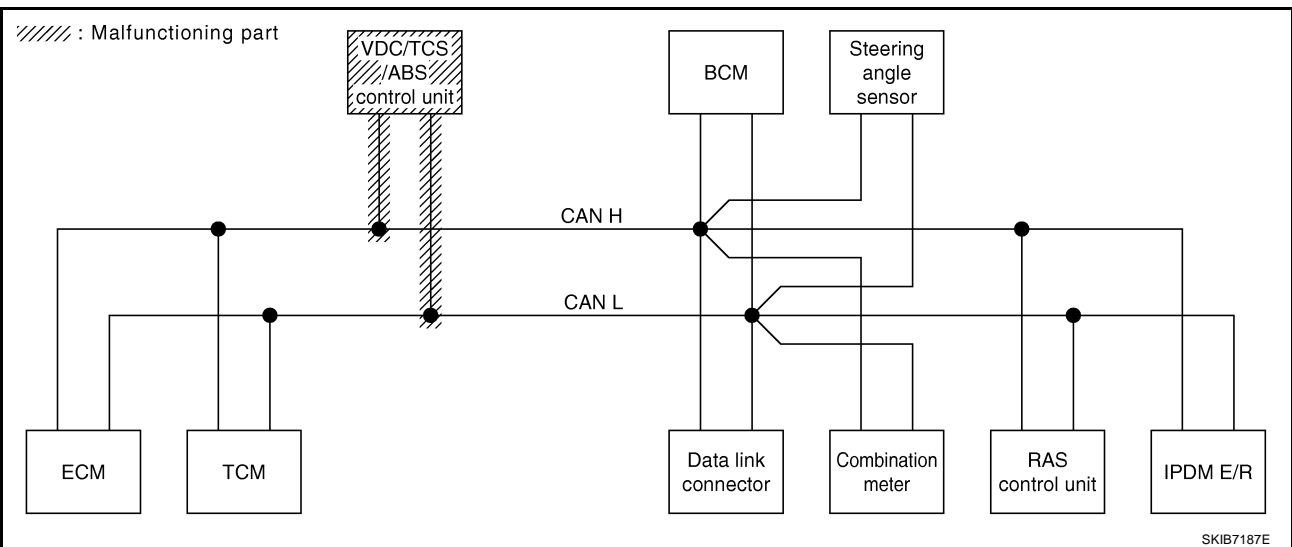 : Malfunctioning part
VDC/TCS
/ABS
control unit
BCM
Steering
angle
sensor
CAN H
CAN L
ECM
TCM
Data link
connector
Combination
meter
RAS
control unit
IPDM E/R
SKIB7187E